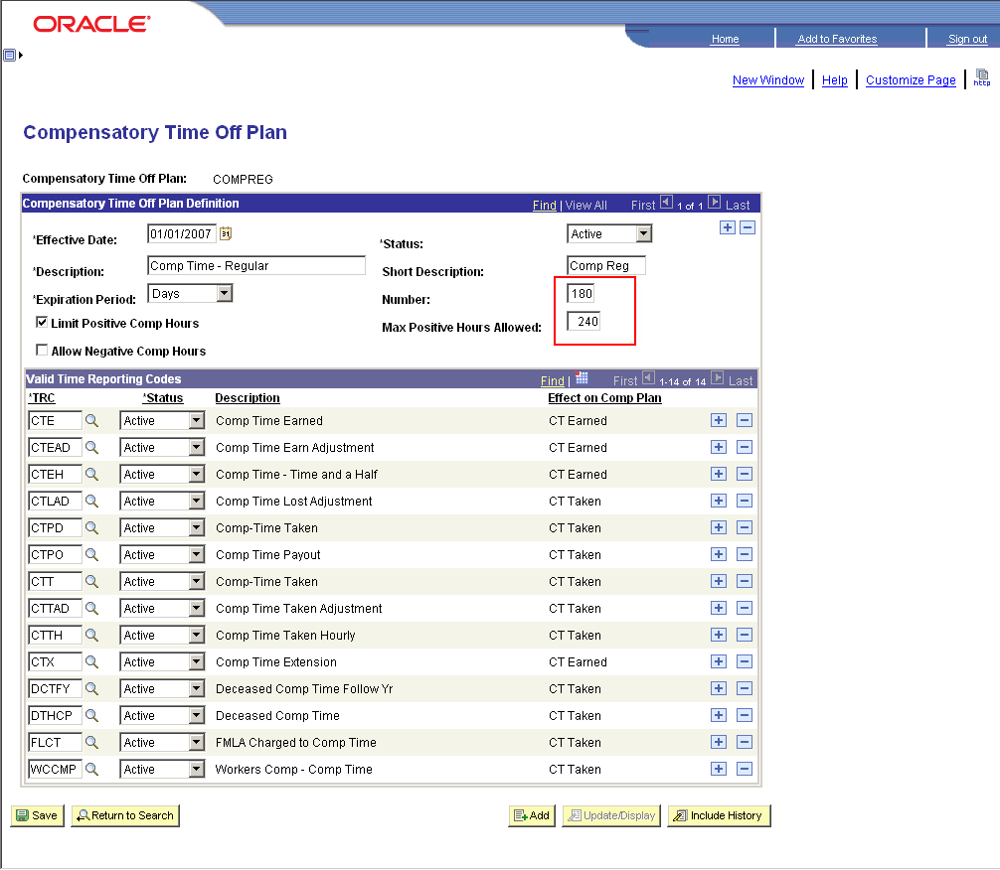 ORACLE®
Home Add to Favorites Sign out
New Window | Help | Customize Page | http
Compensatory Time Off Plan
Compensatory Time Off Plan: COMPREG
Compensatory Time Off Plan Definition Find | View All First 1 of 1 Last
*Effective Date: 01/01/2007 31 *Status: Active
*Description: Comp Time - Regular Short Description: Comp Reg
*Expiration Period: Days Number: 180
Limit Positive Comp Hours Max Positive Hours Allowed: 240
Allow Negative Comp Hours
Valid Time Reporting Codes Find | First 1-14 of 14 Last
*TRC *Status Description Effect on Comp Plan
CTE Active Comp Time Earned CT Earned
CTEAD Active Comp Time Earn Adjustment CT Earned
CTEH Active Comp Time - Time and a Half CT Earned
CTLAD Active Comp Time Lost Adjustment CT Taken
CTPD Active Comp-Time Taken CT Taken
CTPO Active Comp Time Payout CT Taken
CTT Active Comp-Time Taken CT Taken
CTTAD Active Comp Time Taken Adjustment CT Taken
CTTH Active Comp Time Taken Hourly CT Taken
CTX Active Comp Time Extension CT Earned
DCTFY Active Deceased Comp Time Follow Yr CT Taken
DTHCP Active Deceased Comp Time CT Taken
FLCT Active FMLA Charged to Comp Time CT Taken
WCCMP Active Workers Comp - Comp Time CT Taken
Save Return to Search Add Update/Display Include History